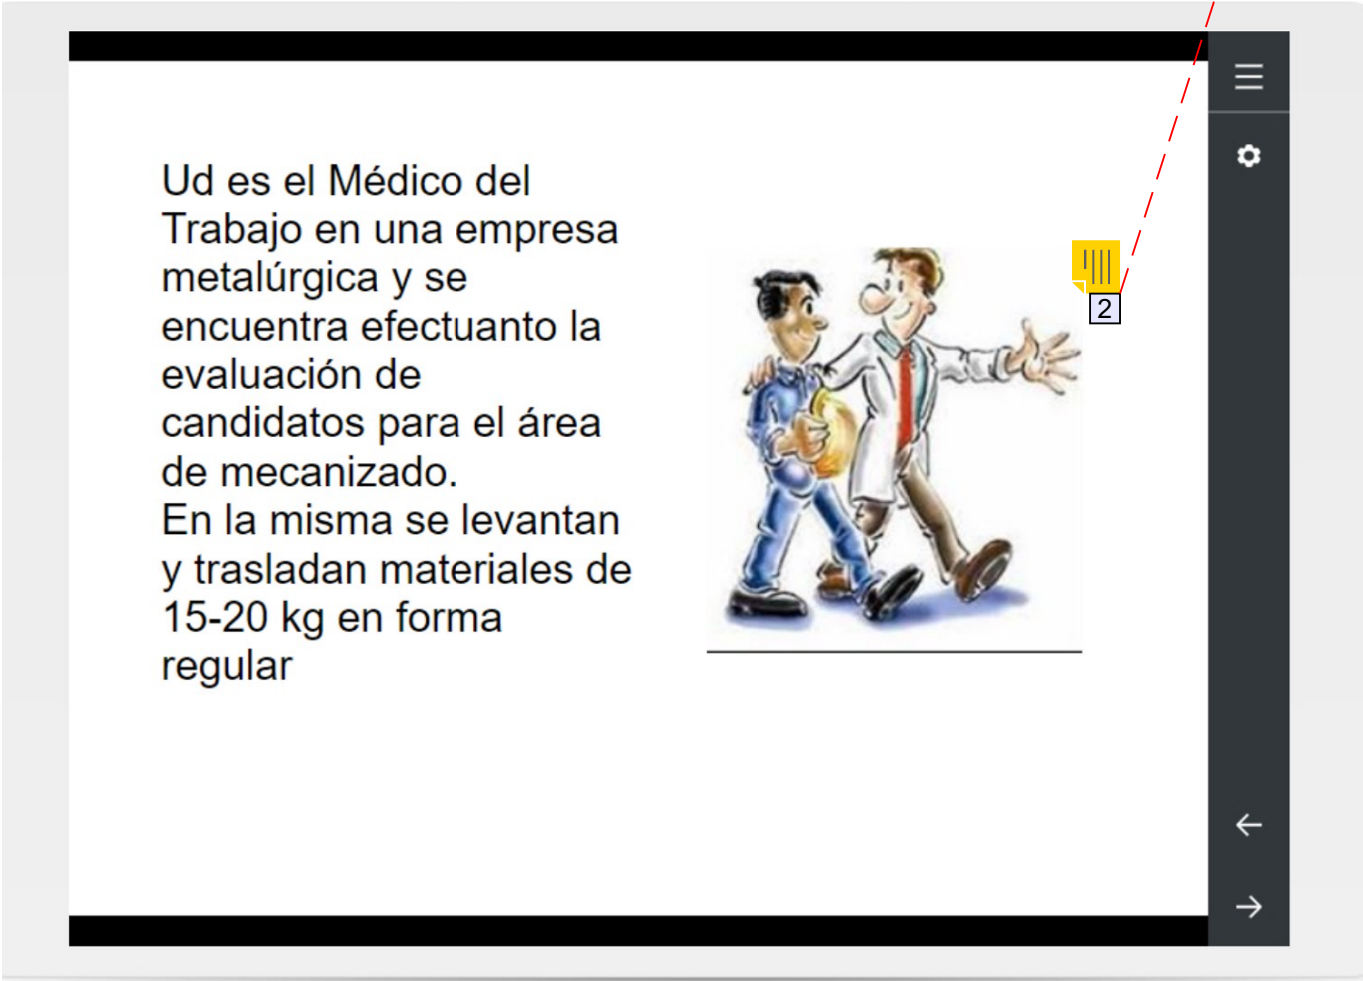 Ud es el Médico del
Trabajo en una empresa
metalúrgica y se
encuentra efectuanto la
evaluación de
candidatos para el área
de mecanizado.
En la misma se levantan
y trasladan materiales de
15-20 kg en forma
regular
2